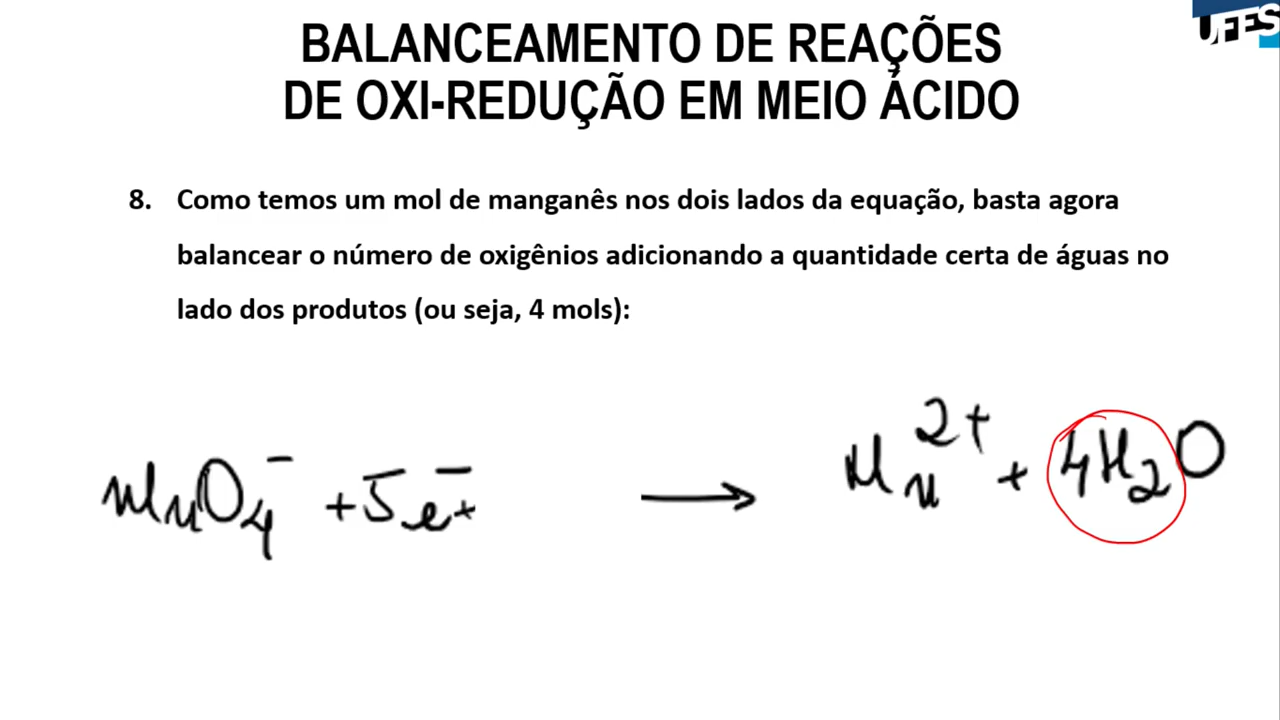 UFES
BALANCEAMENTO DE REAÇÕES
DE OXI-REDUÇÃO EM MEIO ÁCIDO
8. Como temos um mol de manganês nos dois lados da equação, basta agora
balancear o número de oxigênios adicionando a quantidade certa de águas no
lado dos produtos (ou seja, 4 mols):
MnO₄⁻ + 5e⁻ + → Mn²⁺ + 4H₂O